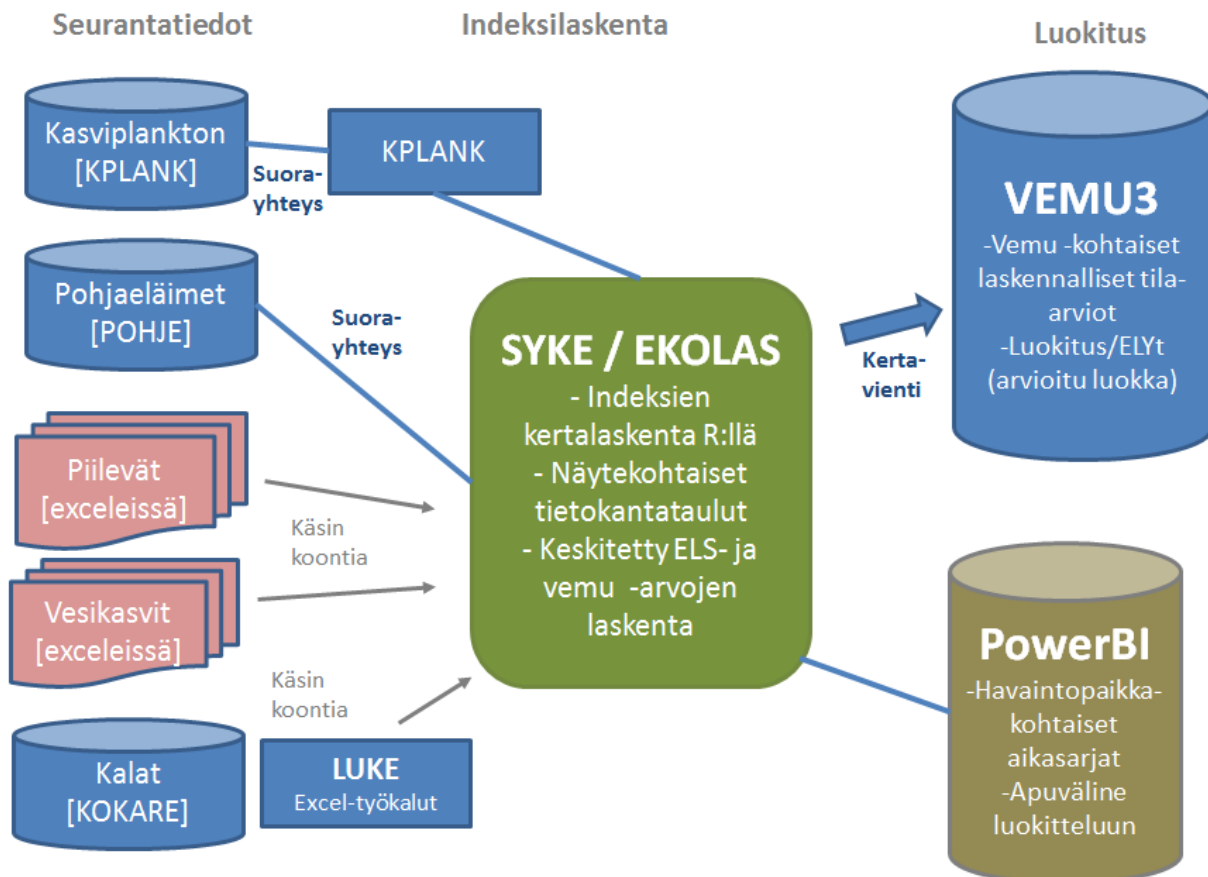 Seurantatiedot
Indeksilaskenta
Luokitus
Kasviplankton
[KPLANK]
Suora-
yhteys
KPLANK
Pohjaeläimet
[POHJE]
Suora-
yhteys
Piilevät
[exceleissä]
Käsin
koontia
Vesikasvit
[exceleissä]
Käsin
koontia
Kalat
[KOKARE]
LUKE
Excel-työkalut
SYKE / EKOLAS
- Indeksien
kertalaskenta R:llä
- Näytekohtaiset
tietokantataulut
- Keskitetty ELS- ja
vemu -arvojen
laskenta
Kerta-
vienti
VEMU3
-Vemu -kohtaiset
laskennalliset tila-
arviot
-Luokitus/ELYt
(arvioitu luokka)
PowerBI
-Havaintopaikka-
kohtaiset
aikasarjat
-Apuväline
luokitteluun